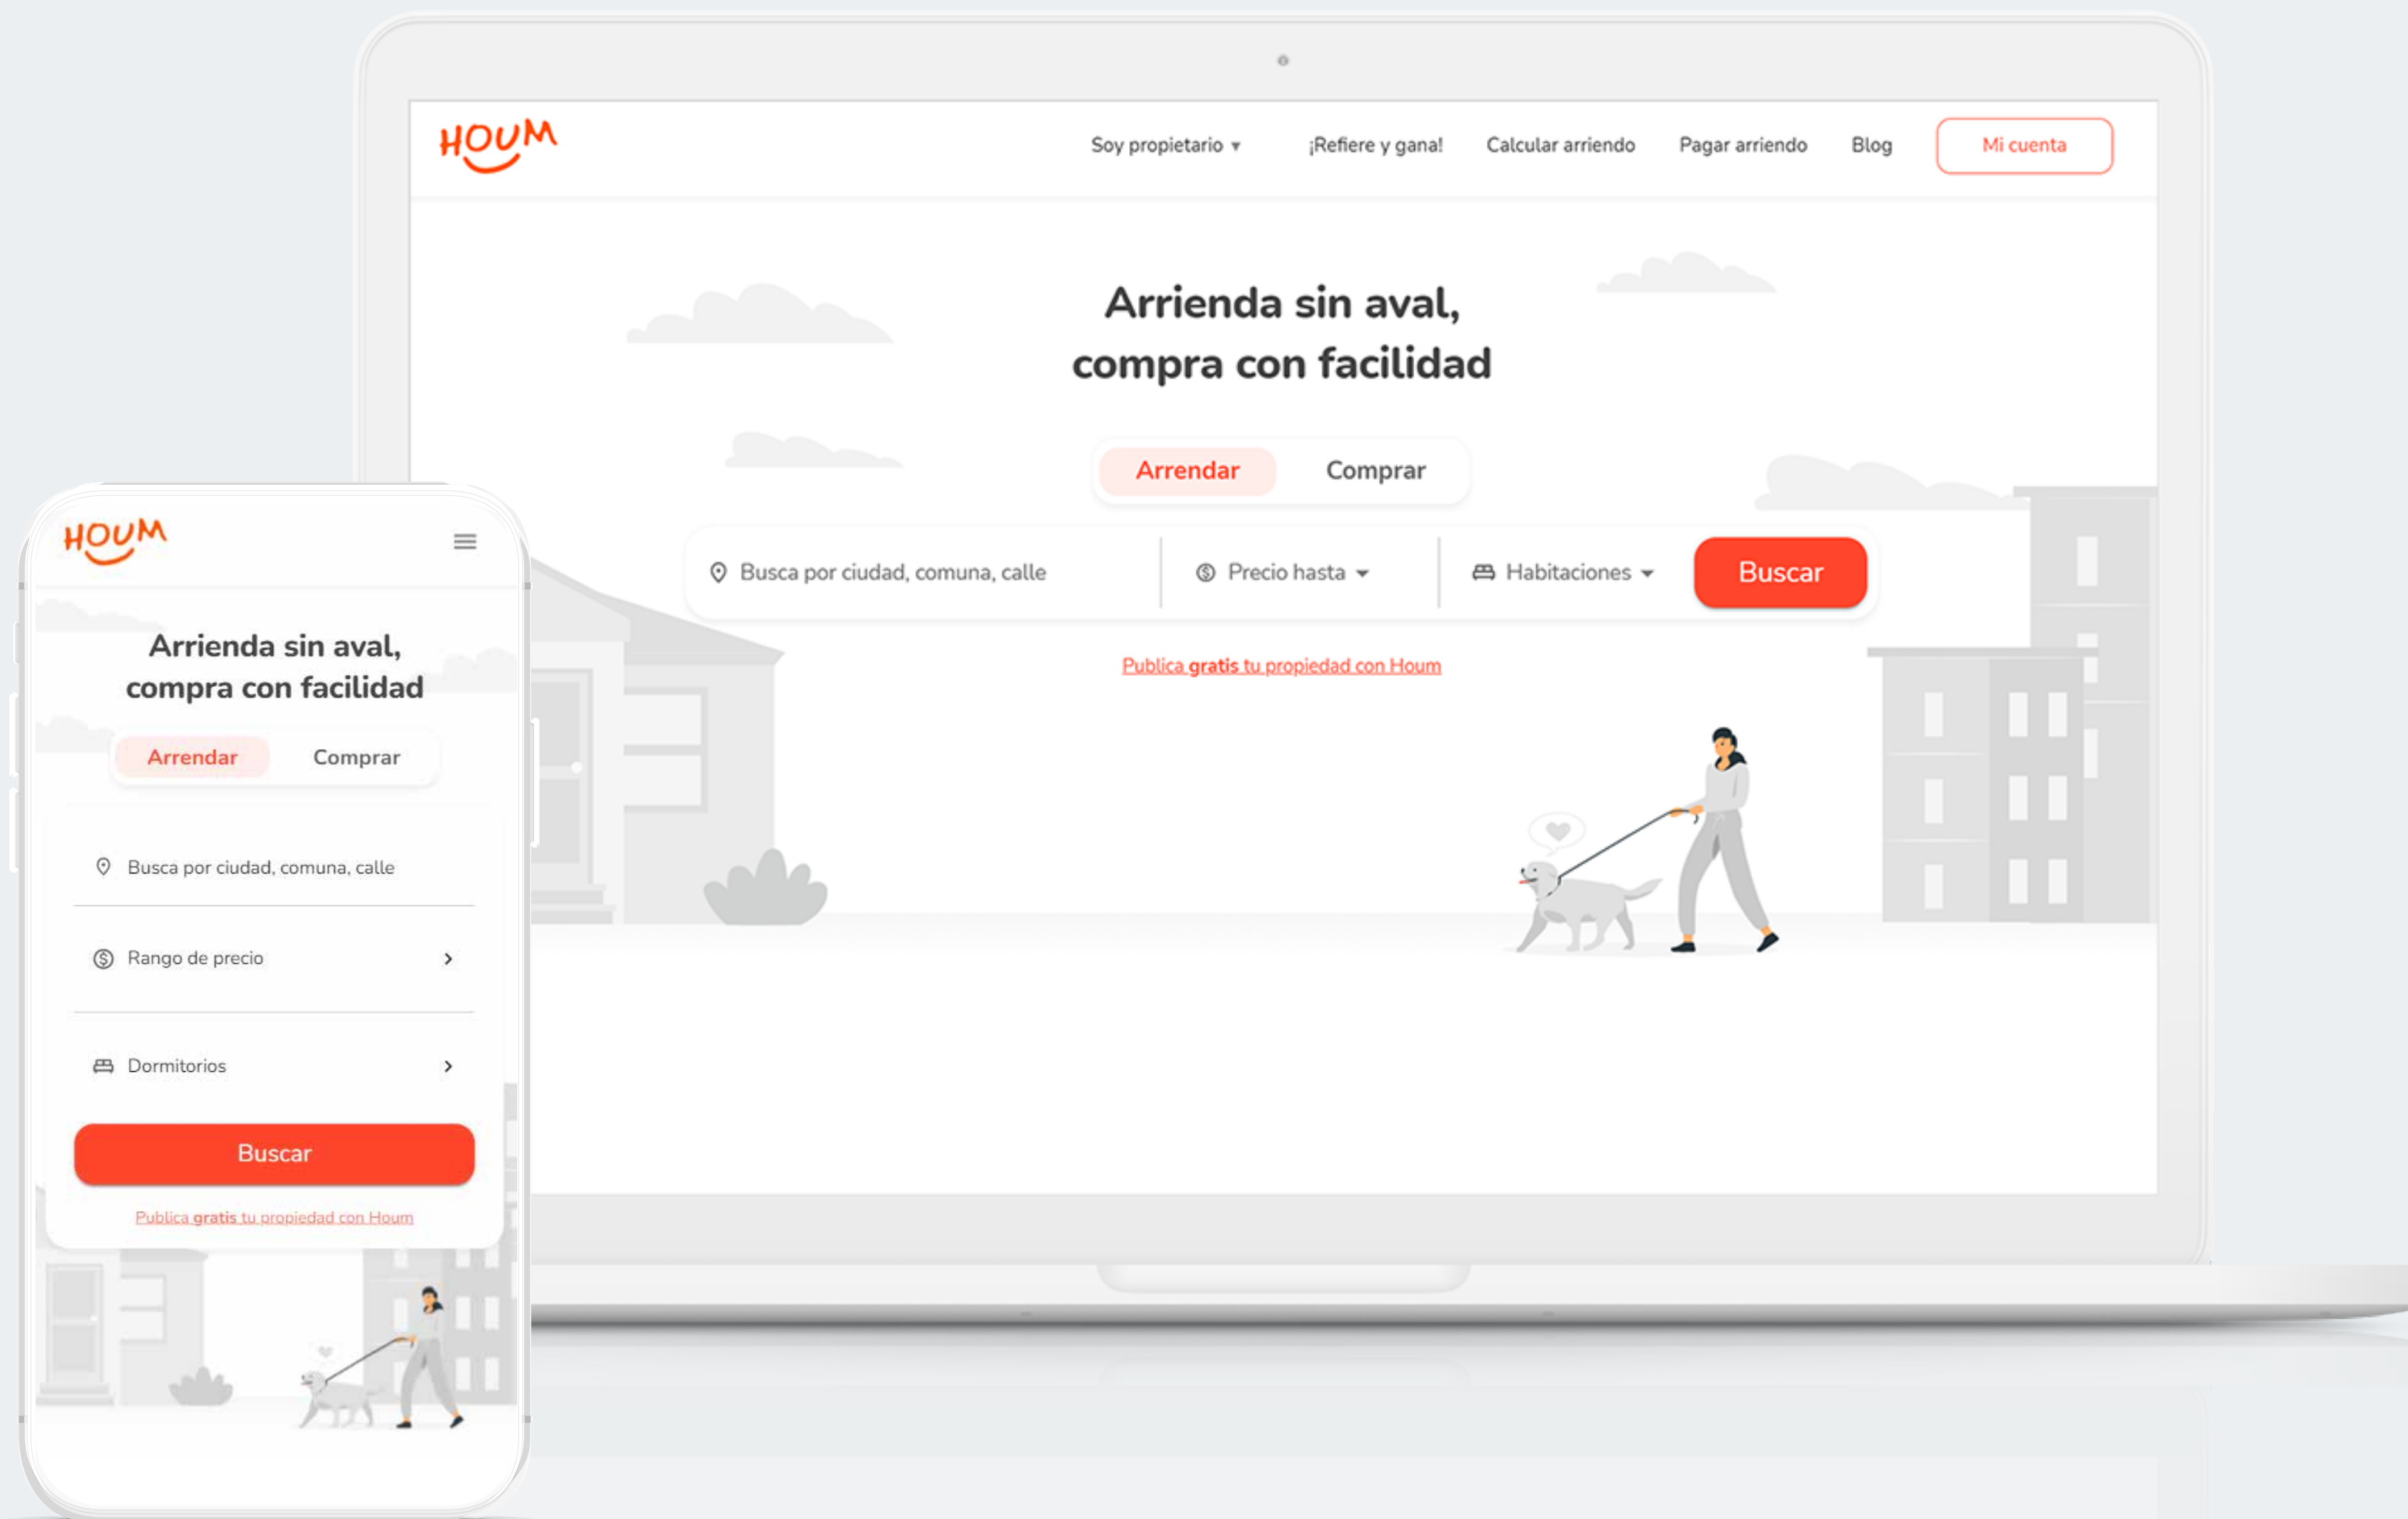 HOUM
Soy propietario ▾ ¡Refiere y gana! Calcular arriendo Pagar arriendo Blog Mi cuenta
Arrienda sin aval,
compra con facilidad
Arrendar Comprar
Busca por ciudad, comuna, calle Precio hasta Habitaciones Buscar
Publica gratis tu propiedad con Houm
HOUM
Arrienda sin aval,
compra con facilidad
Arrendar Comprar
Busca por ciudad, comuna, calle
Rango de precio
Dormitorios
Buscar
Publica gratis tu propiedad con Houm